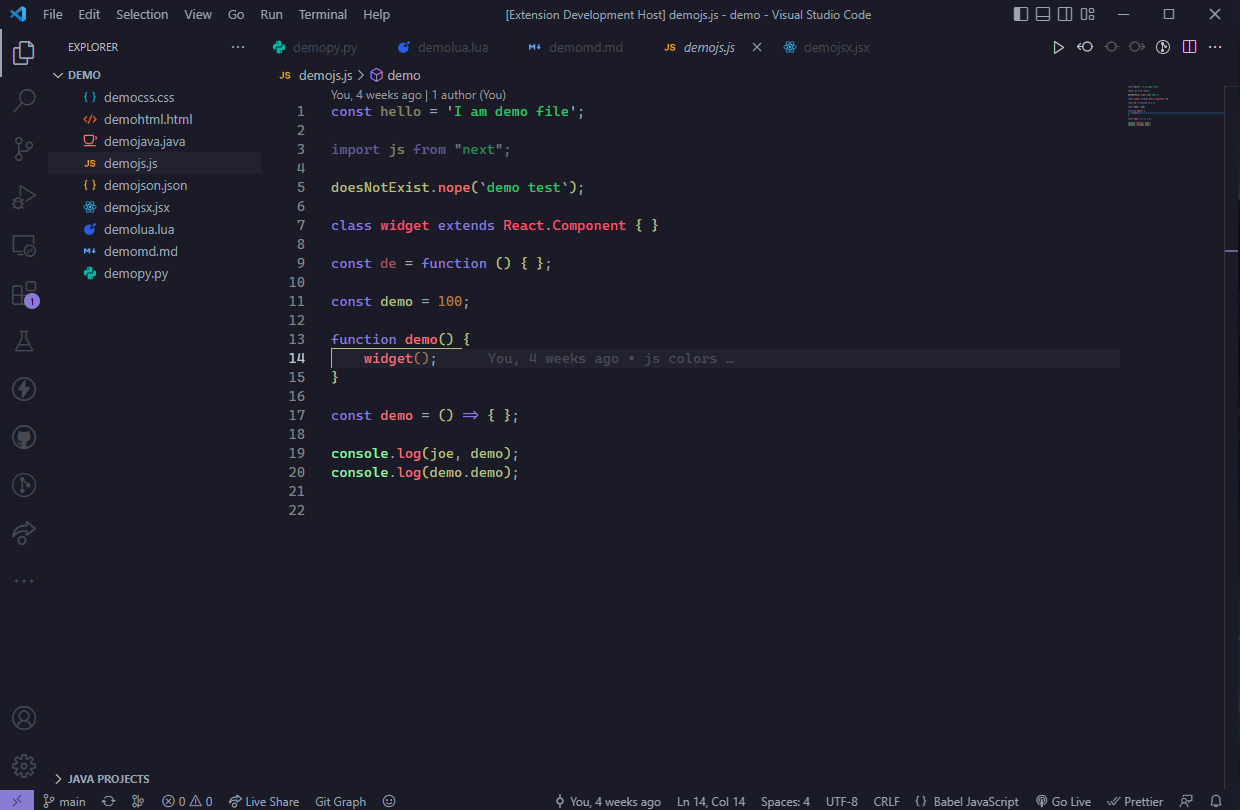 File Edit Selection View Go Run Terminal Help
[Extension Development Host] demojs.js - demo - Visual Studio Code
EXPLORER
DEMO
democss.css
demohtml.html
demojava.java
JS demojs.js
demojson.json
demojsx.jsx
demolua.lua
M↓ demomd.md
demopy.py
1
JAVA PROJECTS
demopy.py demolua.lua M↓ demomd.md JS demojs.js demojsx.jsx
JS demojs.js > demo
You, 4 weeks ago | 1 author (You)
1 const hello = 'I am demo file';
2
3 import js from "next";
4
5 doesNotExist.nope(`demo test`);
6
7 class widget extends React.Component { }
8
9 const de = function () { };
10
11 const demo = 100;
12
13 function demo() {
14 widget(); You, 4 weeks ago • js colors …
15 }
16
17 const demo = () => { };
18
19 console.log(joe, demo);
20 console.log(demo.demo);
21
22
main 0 0 Live Share Git Graph You, 4 weeks ago Ln 14, Col 14 Spaces: 4 UTF-8 CRLF {} Babel JavaScript Go Live Prettier